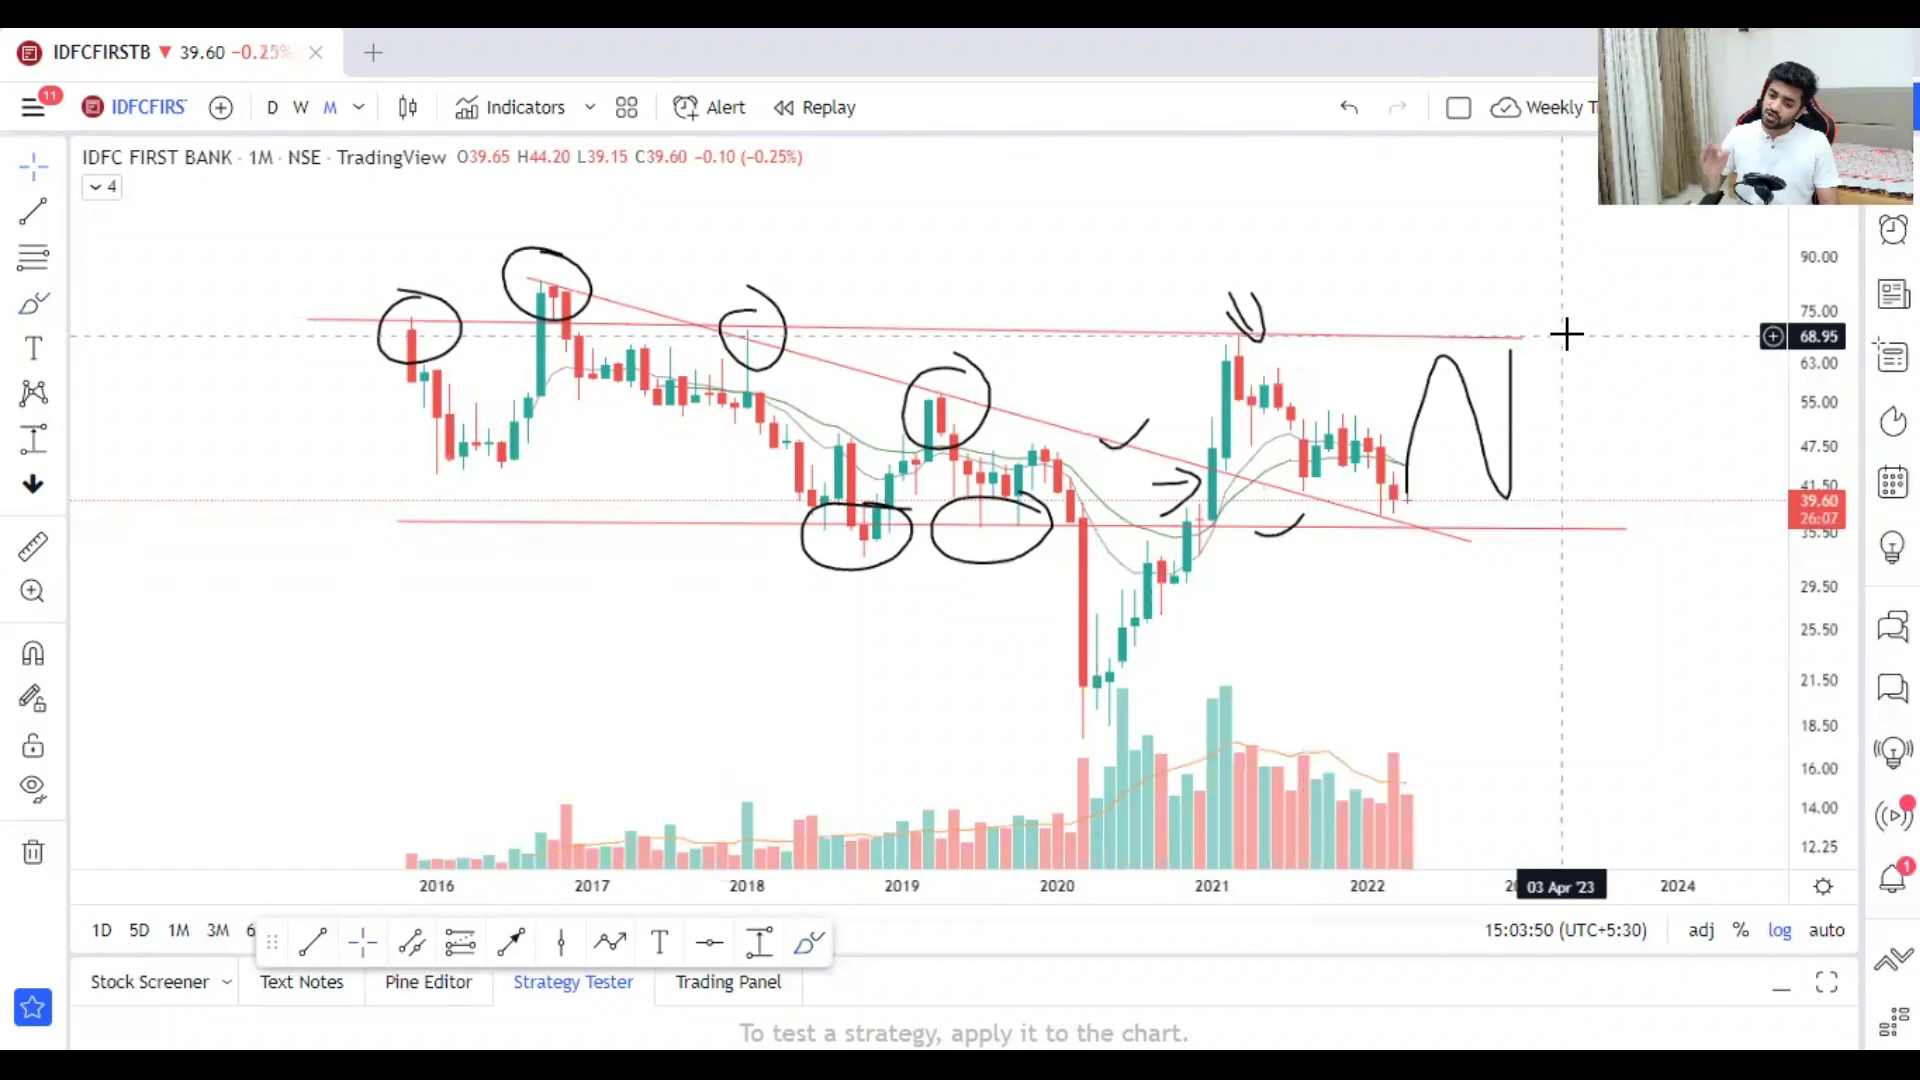 IDFCFIRSTB ▼ 39.60 −0.25%
11
IDFCFIRS
D W M
Indicators
Alert
Replay
Weekly T
IDFC FIRST BANK · 1M · NSE · TradingView O39.65 H44.20 L39.15 C39.60 −0.10 (−0.25%)
4
90.00
75.00
68.95
63.00
55.00
47.50
41.50
39.60
26:07
35.50
29.50
25.50
21.50
18.50
16.00
14.00
12.25
2016 2017 2018 2019 2020 2021 2022 03 Apr '23 2024
1
1D 5D 1M 3M 6
15:03:50 (UTC+5:30) adj % log auto
Stock Screener Text Notes Pine Editor Strategy Tester Trading Panel
To test a strategy, apply it to the chart.